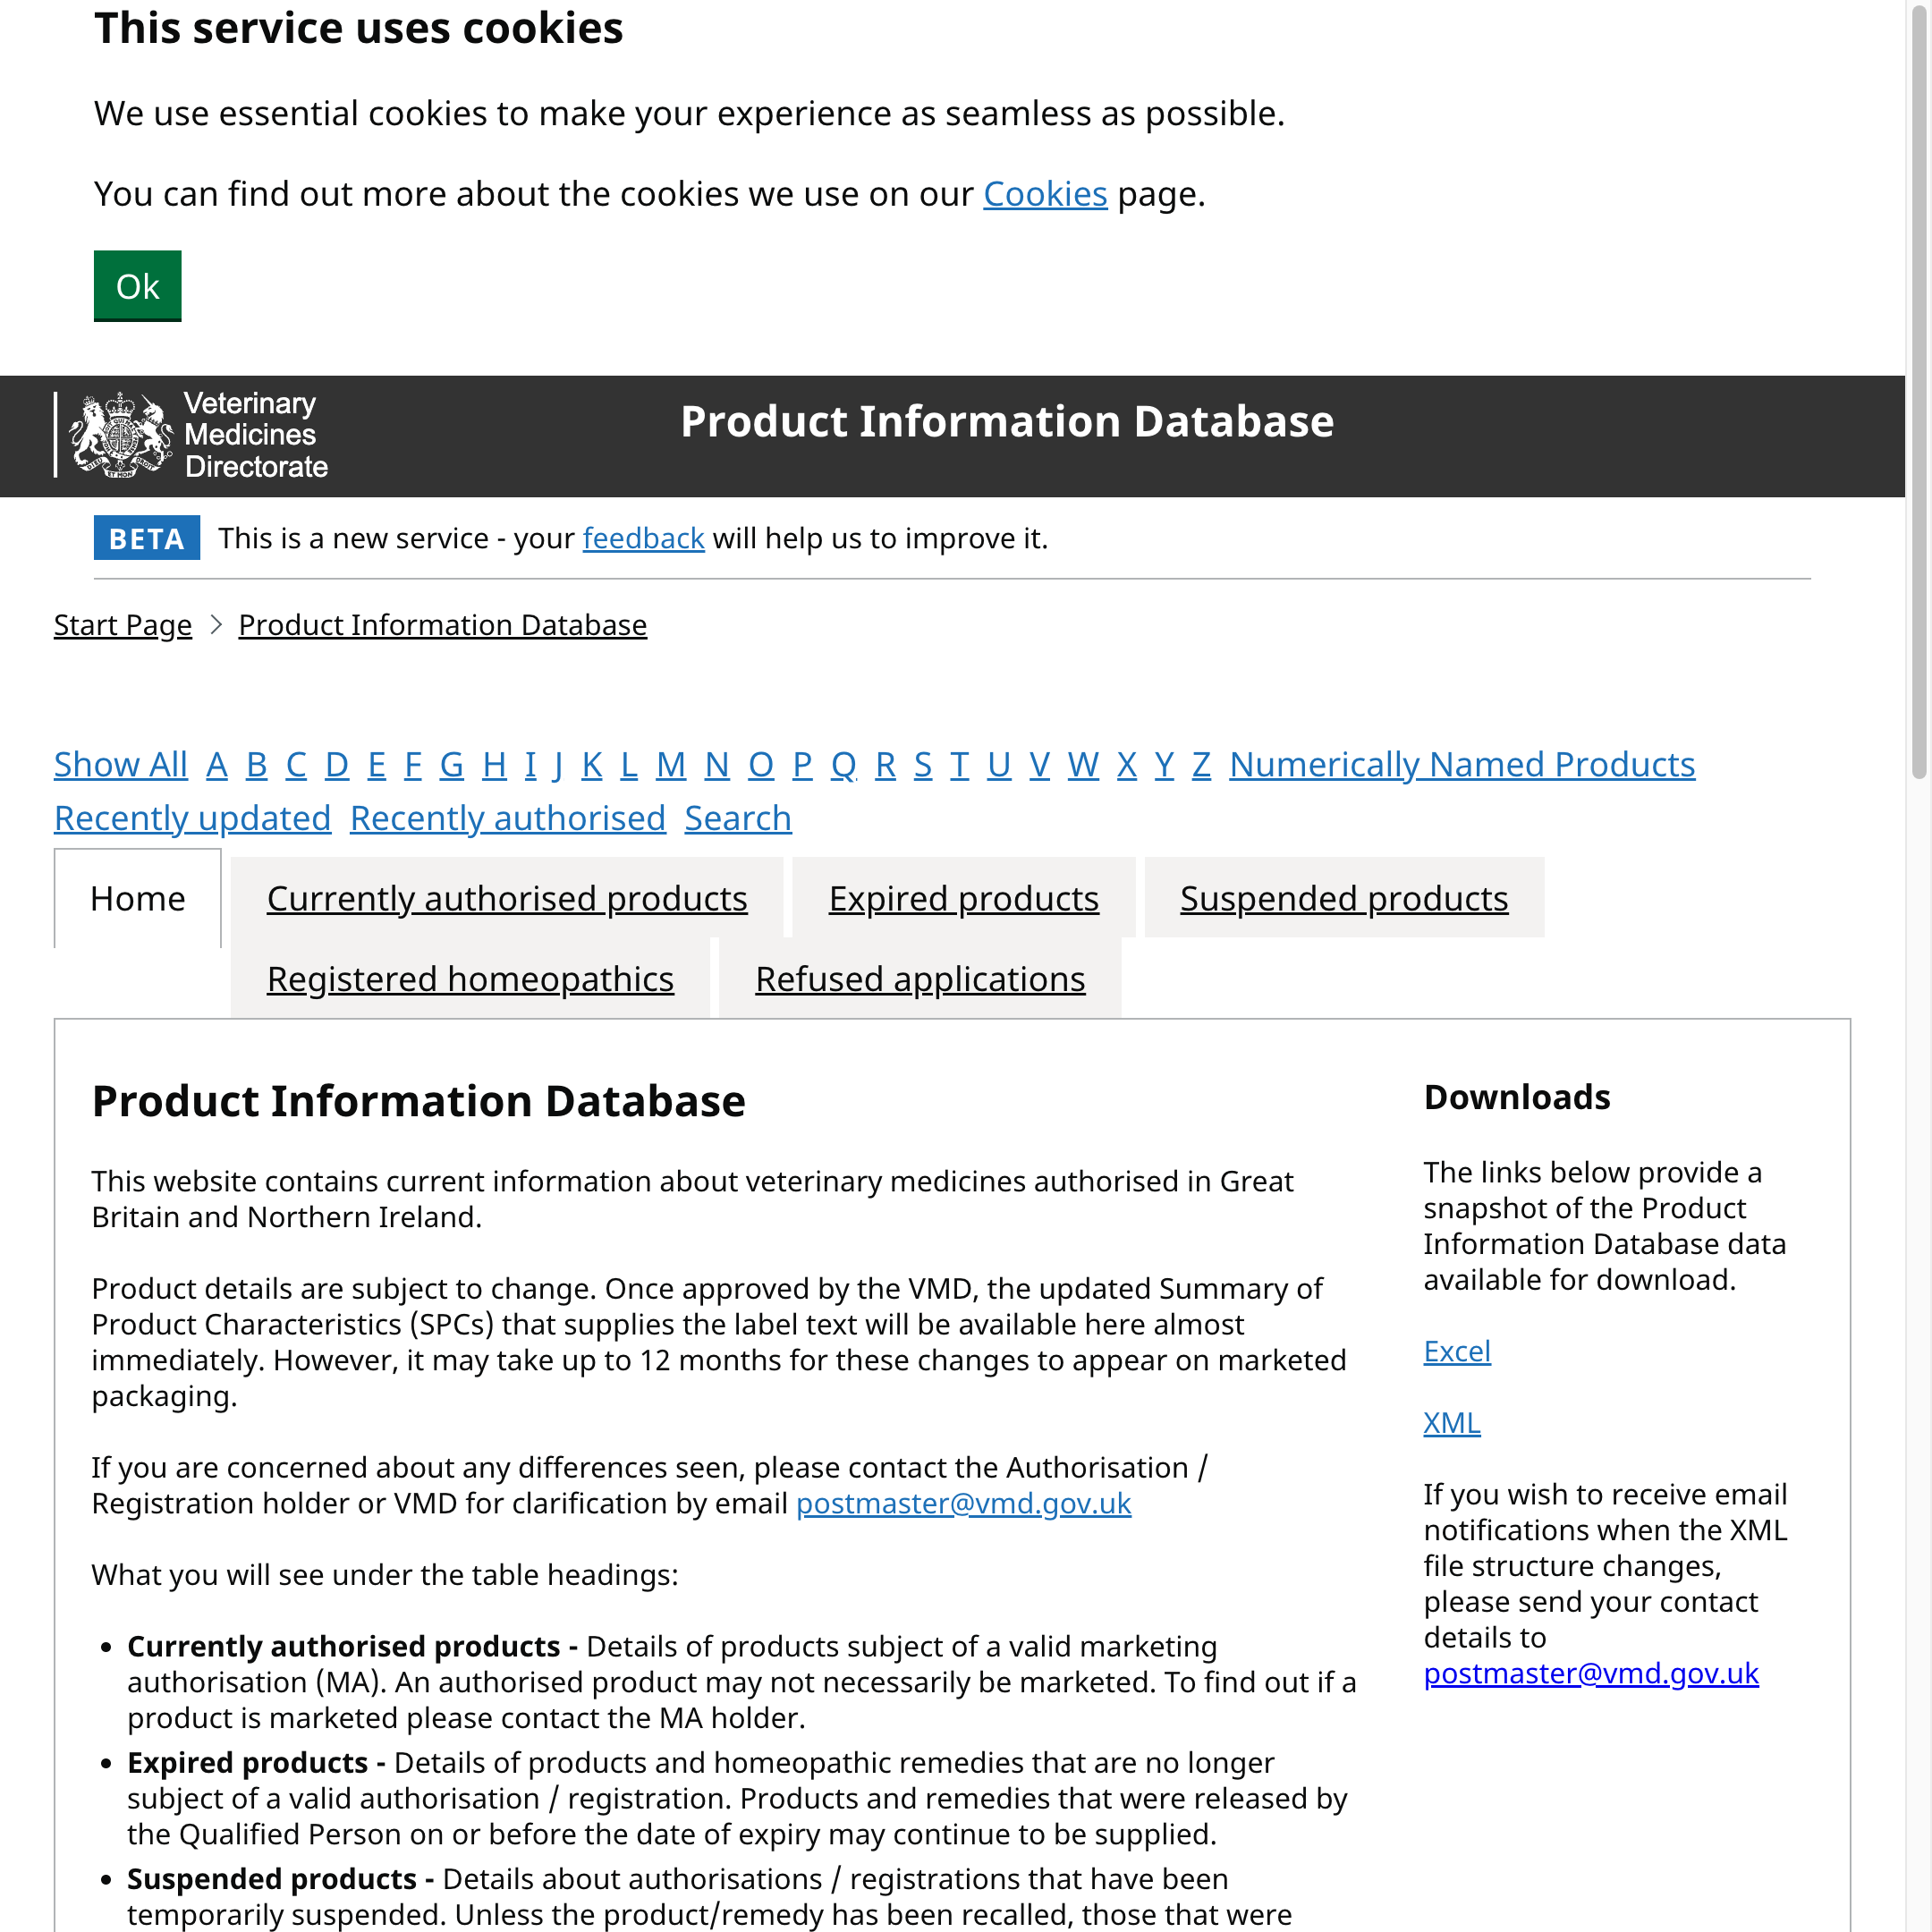 This service uses cookies
We use essential cookies to make your experience as seamless as possible.
You can find out more about the cookies we use on our Cookies page.
Ok
Veterinary
Medicines
Directorate
Product Information Database
BETA This is a new service - your feedback will help us to improve it.
Start Page > Product Information Database
Show All A B C D E F G H I J K L M N O P Q R S T U V W X Y Z Numerically Named Products
Recently updated Recently authorised Search
Home Currently authorised products Expired products Suspended products
Registered homeopathics Refused applications
Product Information Database
This website contains current information about veterinary medicines authorised in Great
Britain and Northern Ireland.
Product details are subject to change. Once approved by the VMD, the updated Summary of
Product Characteristics (SPCs) that supplies the label text will be available here almost
immediately. However, it may take up to 12 months for these changes to appear on marketed
packaging.
If you are concerned about any differences seen, please contact the Authorisation /
Registration holder or VMD for clarification by email postmaster@vmd.gov.uk
What you will see under the table headings:
• Currently authorised products - Details of products subject of a valid marketing
authorisation (MA). An authorised product may not necessarily be marketed. To find out if a
product is marketed please contact the MA holder.
• Expired products - Details of products and homeopathic remedies that are no longer
subject of a valid authorisation / registration. Products and remedies that were released by
the Qualified Person on or before the date of expiry may continue to be supplied.
• Suspended products - Details about authorisations / registrations that have been
temporarily suspended. Unless the product/remedy has been recalled, those that were
Downloads
The links below provide a
snapshot of the Product
Information Database data
available for download.
Excel
XML
If you wish to receive email
notifications when the XML
file structure changes,
please send your contact
details to
postmaster@vmd.gov.uk